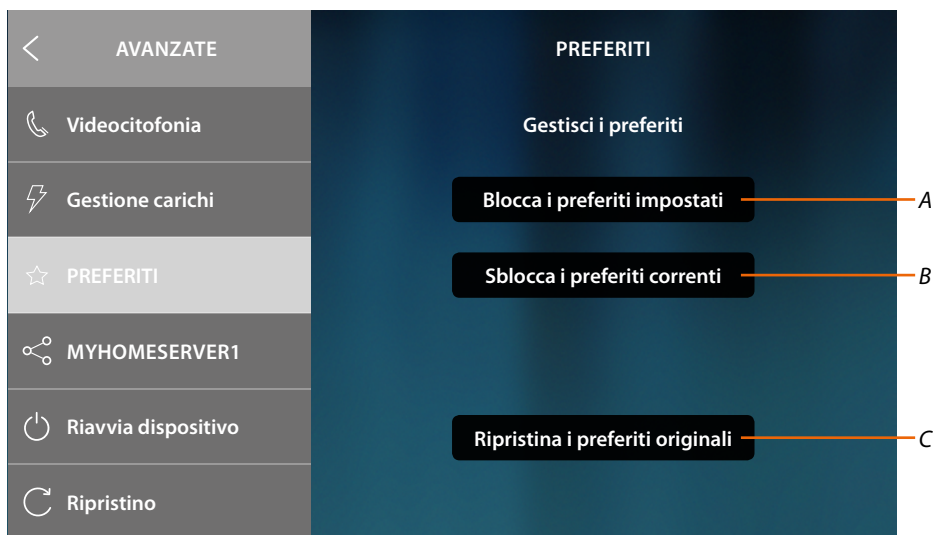 AVANZATE
Videocitofonia
Gestione carichi
PREFERITI
MYHOMESERVER1
Riavvia dispositivo
Ripristino
PREFERITI
Gestisci i preferiti
Blocca i preferiti impostati
A
Sblocca i preferiti correnti
B
Ripristina i preferiti originali
C